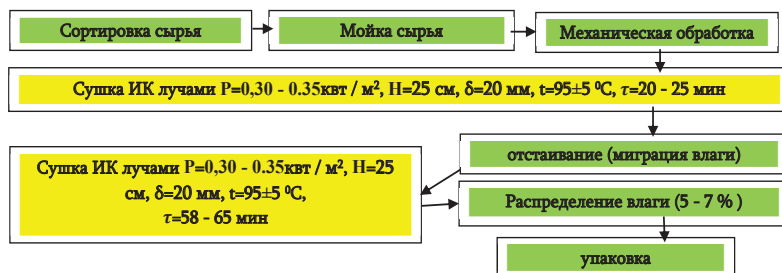 Сортировка сырья
Мойка сырья
Механическая обработка
Сушка ИК лучами P=0,30 - 0.35квт / м², H=25 см, δ=20 мм, t=95±5 ⁰C, τ=20 - 25 мин
отстаивание (миграция влаги)
Сушка ИК лучами P=0,30 - 0.35квт / м², H=25
см, δ=20 мм, t=95±5 ⁰C,
τ=58 - 65 мин
Распределение влаги (5 - 7 % )
упаковка